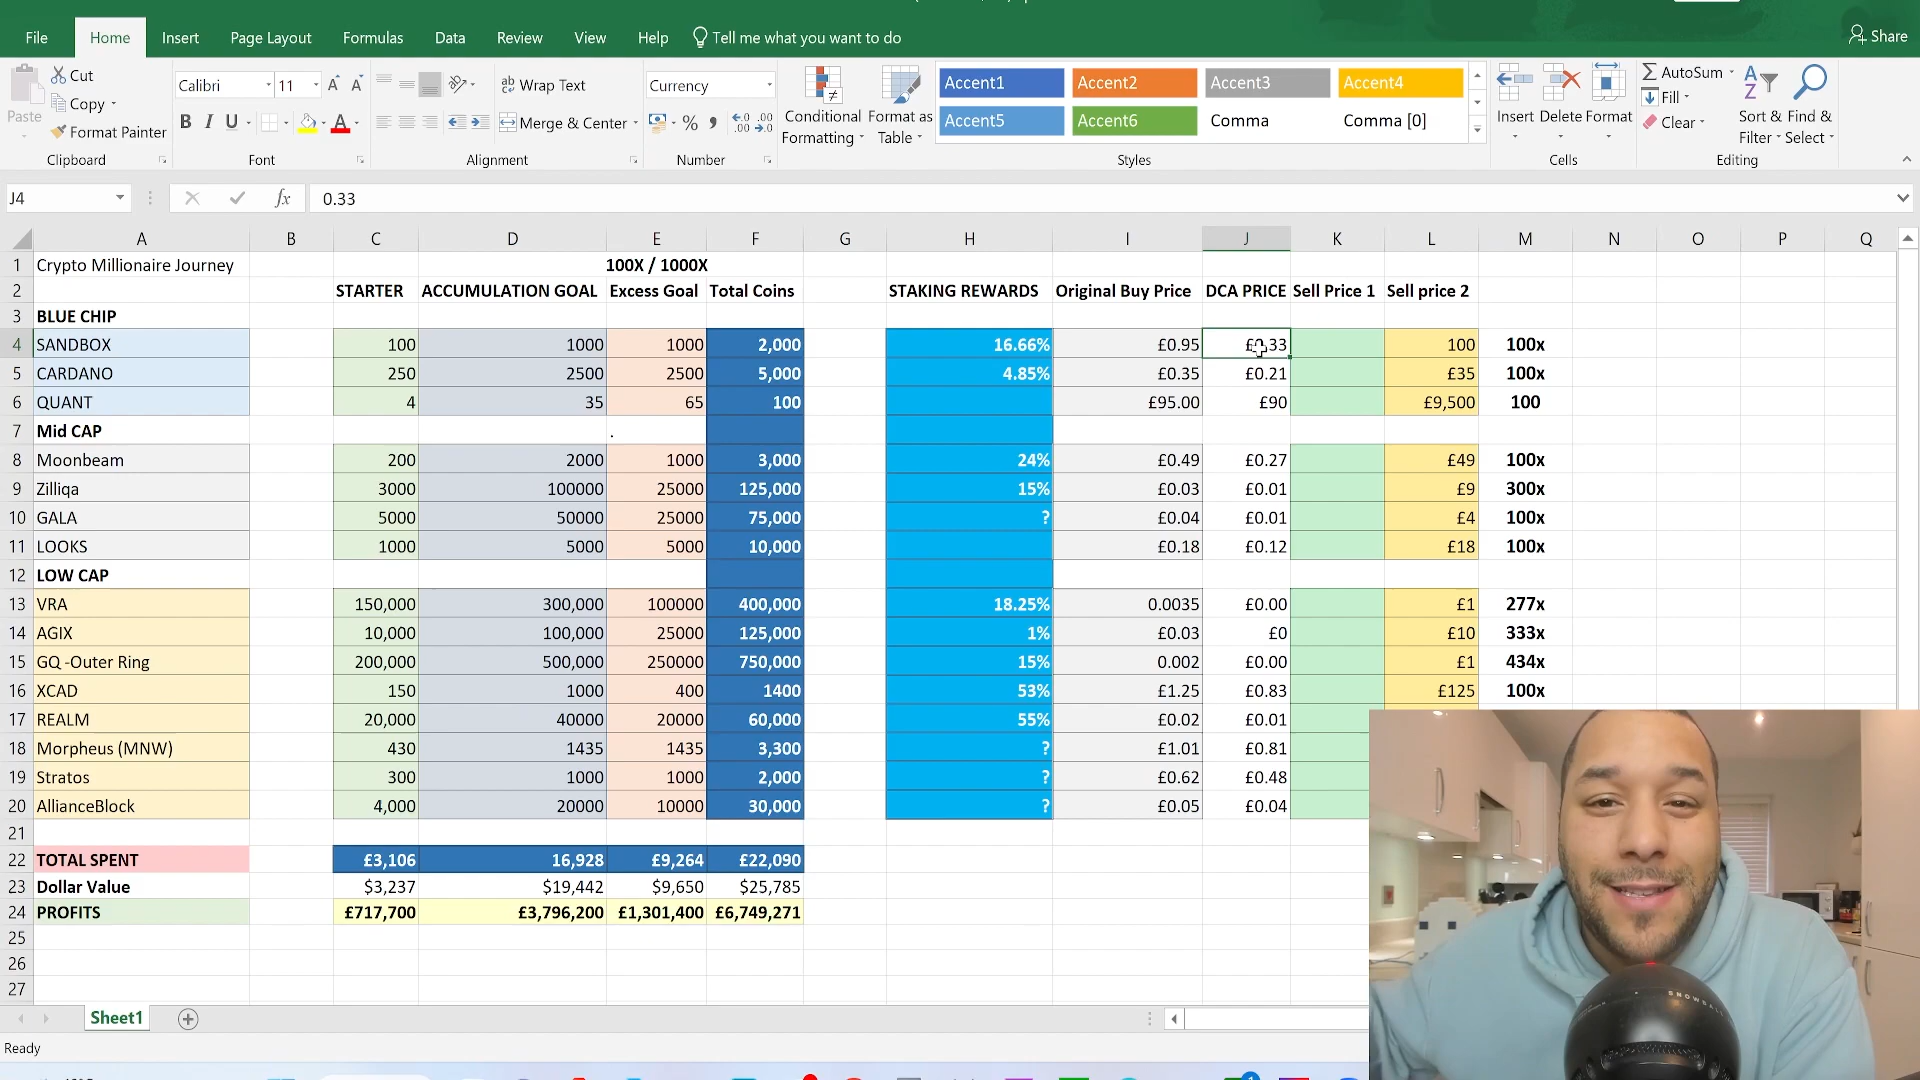 File Home Insert Page Layout Formulas Data Review View Help Tell me what you want to do Share
Cut
Copy
Format Painter
Paste
Clipboard
Calibri 11
B I U
Font
Wrap Text
Merge & Center
Alignment
Currency
Number
Conditional Formatting
Format as Table
Accent1 Accent2 Accent3 Accent4
Accent5 Accent6 Comma Comma [0]
Styles
Insert Delete Format
Cells
AutoSum
Fill
Clear
Sort & Filter
Find & Select
Editing
J4 fx 0.33
A B C D E F G H I J K L M N O P Q
1 Crypto Millionaire Journey 100X / 1000X
2 STARTER ACCUMULATION GOAL Excess Goal Total Coins STAKING REWARDS Original Buy Price DCA PRICE Sell Price 1 Sell price 2
3 BLUE CHIP
4 SANDBOX 100 1000 1000 2,000 16.66% £0.95 £0.33 100 100x
5 CARDANO 250 2500 2500 5,000 4.85% £0.35 £0.21 £35 100x
6 QUANT 4 35 65 100 £95.00 £90 £9,500 100
7 Mid CAP .
8 Moonbeam 200 2000 1000 3,000 24% £0.49 £0.27 £49 100x
9 Zilliqa 3000 100000 25000 125,000 15% £0.03 £0.01 £9 300x
10 GALA 5000 50000 25000 75,000 ? £0.04 £0.01 £4 100x
11 LOOKS 1000 5000 5000 10,000 £0.18 £0.12 £18 100x
12 LOW CAP
13 VRA 150,000 300,000 100000 400,000 18.25% 0.0035 £0.00 £1 277x
14 AGIX 10,000 100,000 25000 125,000 1% £0.03 £0 £10 333x
15 GQ -Outer Ring 200,000 500,000 250000 750,000 15% 0.002 £0.00 £1 434x
16 XCAD 150 1000 400 1400 53% £1.25 £0.83 £125 100x
17 REALM 20,000 40000 20000 60,000 55% £0.02 £0.01
18 Morpheus (MNW) 430 1435 1435 3,300 ? £1.01 £0.81
19 Stratos 300 1000 1000 2,000 ? £0.62 £0.48
20 AllianceBlock 4,000 20000 10000 30,000 ? £0.05 £0.04
21
22 TOTAL SPENT £3,106 16,928 £9,264 £22,090
23 Dollar Value $3,237 $19,442 $9,650 $25,785
24 PROFITS £717,700 £3,796,200 £1,301,400 £6,749,271
25
26
27
Sheet1
Ready
SNOWBALL